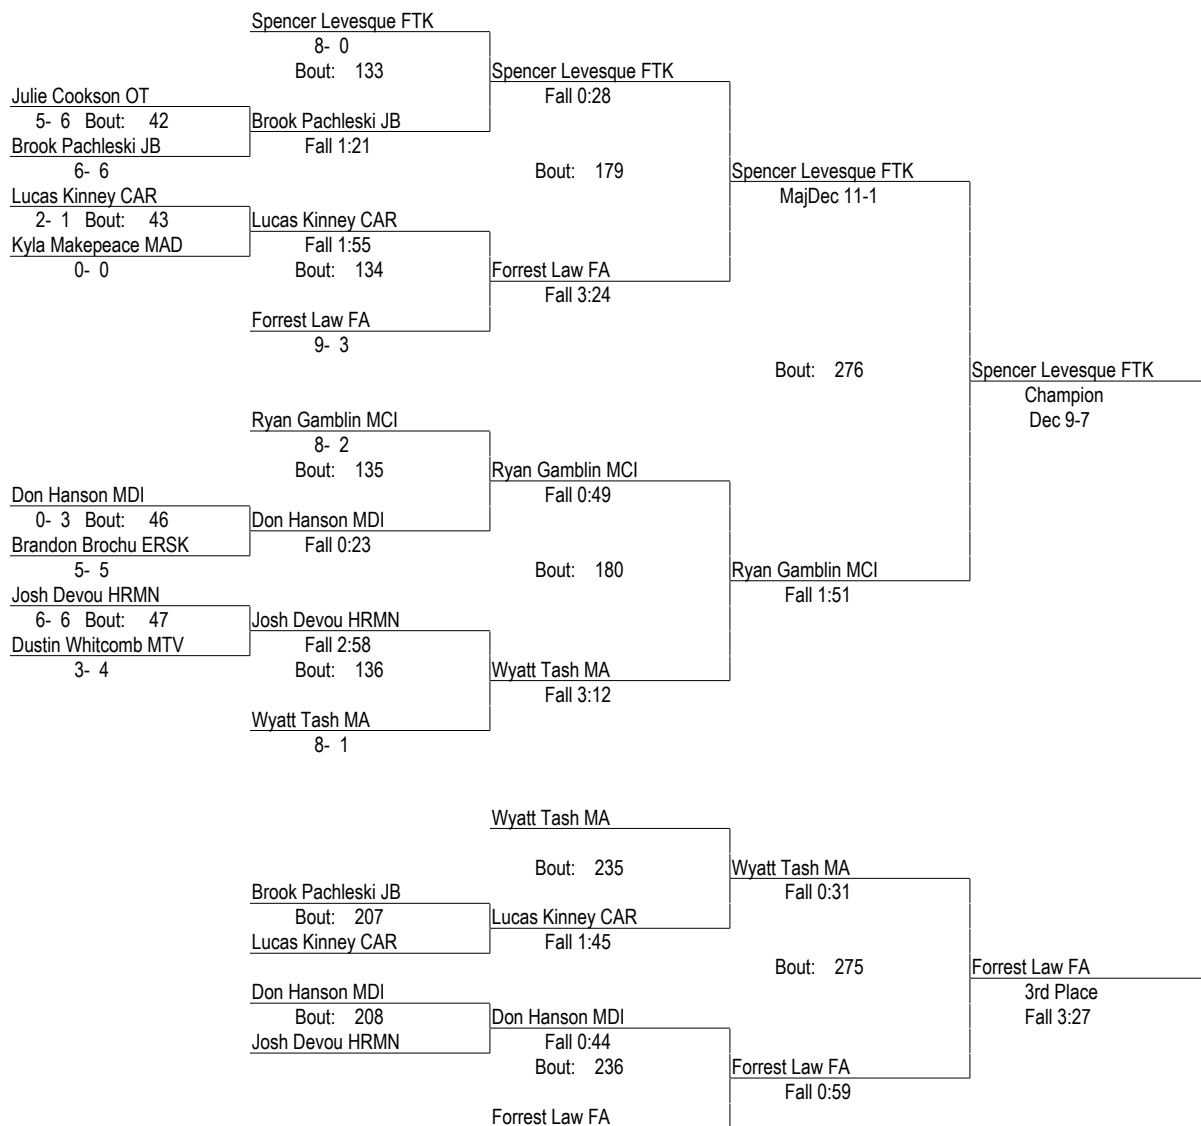 Spencer Levesque FTK
8- 0
Bout: 133
Spencer Levesque FTK
Fall 0:28
Julie Cookson OT
5- 6 Bout: 42
Brook Pachleski JB
Fall 1:21
Brook Pachleski JB
6- 6
Bout: 179
Spencer Levesque FTK
MajDec 11-1
Lucas Kinney CAR
2- 1 Bout: 43
Lucas Kinney CAR
Fall 1:55
Kyla Makepeace MAD
0- 0
Bout: 134
Forrest Law FA
Fall 3:24
Forrest Law FA
9- 3
Bout: 276
Spencer Levesque FTK
Champion
Dec 9-7
Ryan Gamblin MCI
8- 2
Bout: 135
Ryan Gamblin MCI
Fall 0:49
Don Hanson MDI
0- 3 Bout: 46
Don Hanson MDI
Fall 0:23
Brandon Brochu ERSK
5- 5
Bout: 180
Ryan Gamblin MCI
Fall 1:51
Josh Devou HRMN
6- 6 Bout: 47
Josh Devou HRMN
Fall 2:58
Dustin Whitcomb MTV
3- 4
Bout: 136
Wyatt Tash MA
Fall 3:12
Wyatt Tash MA
8- 1
Wyatt Tash MA
Bout: 235
Wyatt Tash MA
Fall 0:31
Brook Pachleski JB
Bout: 207
Lucas Kinney CAR
Fall 1:45
Lucas Kinney CAR
Bout: 275
Forrest Law FA
3rd Place
Fall 3:27
Don Hanson MDI
Bout: 208
Don Hanson MDI
Fall 0:44
Josh Devou HRMN
Bout: 236
Forrest Law FA
Fall 0:59
Forrest Law FA